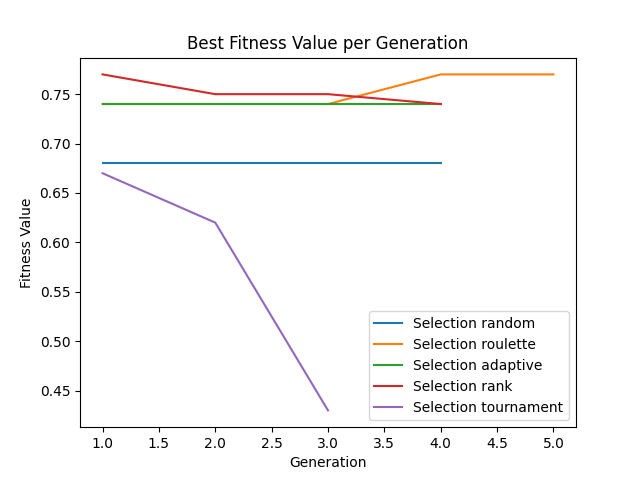 Best Fitness Value per Generation
Fitness Value
0.75
0.70
0.65
0.60
0.55
0.50
0.45
Selection random
Selection roulette
Selection adaptive
Selection rank
Selection tournament
1.0 1.5 2.0 2.5 3.0 3.5 4.0 4.5 5.0
Generation